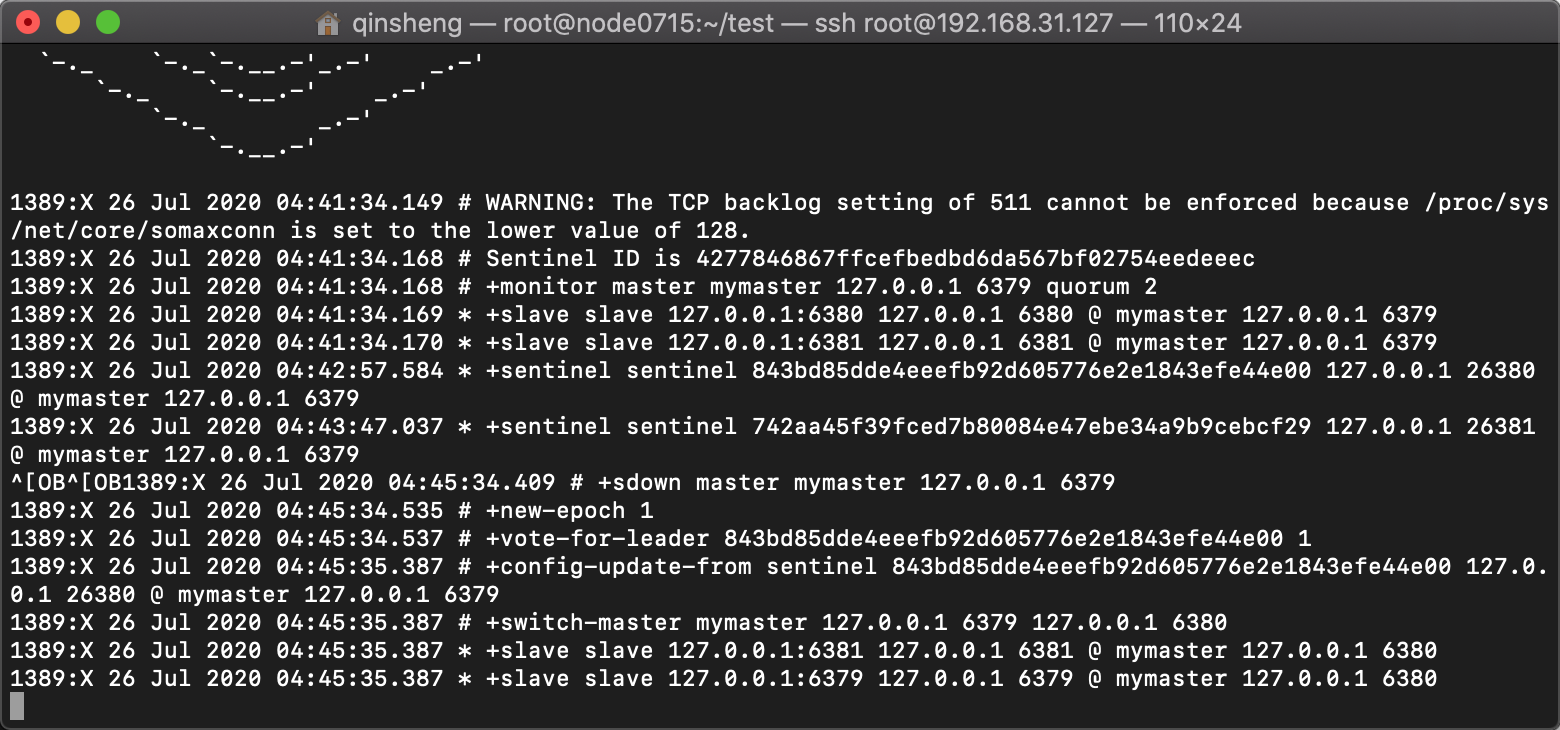 qinsheng — root@node0715:~/test — ssh root@192.168.31.127 — 110×24
  `-._    `-._`-.__.-'_.-'    _.-'
      `-._    `-.__.-'    _.-'
          `-._        _.-'
              `-.__.-'
1389:X 26 Jul 2020 04:41:34.149 # WARNING: The TCP backlog setting of 511 cannot be enforced because /proc/sys
/net/core/somaxconn is set to the lower value of 128.
1389:X 26 Jul 2020 04:41:34.168 # Sentinel ID is 4277846867ffcefbedbd6da567bf02754eedeeec
1389:X 26 Jul 2020 04:41:34.168 # +monitor master mymaster 127.0.0.1 6379 quorum 2
1389:X 26 Jul 2020 04:41:34.169 * +slave slave 127.0.0.1:6380 127.0.0.1 6380 @ mymaster 127.0.0.1 6379
1389:X 26 Jul 2020 04:41:34.170 * +slave slave 127.0.0.1:6381 127.0.0.1 6381 @ mymaster 127.0.0.1 6379
1389:X 26 Jul 2020 04:42:57.584 * +sentinel sentinel 843bd85dde4eeefb92d605776e2e1843efe44e00 127.0.0.1 26380
@ mymaster 127.0.0.1 6379
1389:X 26 Jul 2020 04:43:47.037 * +sentinel sentinel 742aa45f39fced7b80084e47ebe34a9b9cebcf29 127.0.0.1 26381
@ mymaster 127.0.0.1 6379
^[OB^[OB1389:X 26 Jul 2020 04:45:34.409 # +sdown master mymaster 127.0.0.1 6379
1389:X 26 Jul 2020 04:45:34.535 # +new-epoch 1
1389:X 26 Jul 2020 04:45:34.537 # +vote-for-leader 843bd85dde4eeefb92d605776e2e1843efe44e00 1
1389:X 26 Jul 2020 04:45:35.387 # +config-update-from sentinel 843bd85dde4eeefb92d605776e2e1843efe44e00 127.0.
0.1 26380 @ mymaster 127.0.0.1 6379
1389:X 26 Jul 2020 04:45:35.387 # +switch-master mymaster 127.0.0.1 6379 127.0.0.1 6380
1389:X 26 Jul 2020 04:45:35.387 * +slave slave 127.0.0.1:6381 127.0.0.1 6381 @ mymaster 127.0.0.1 6380
1389:X 26 Jul 2020 04:45:35.387 * +slave slave 127.0.0.1:6379 127.0.0.1 6379 @ mymaster 127.0.0.1 6380